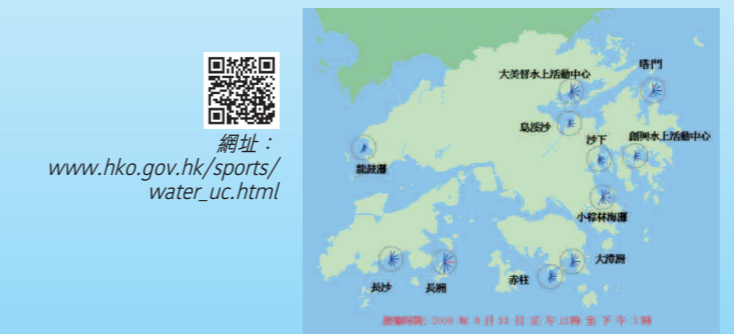 網址：
www.hko.gov.hk/sports/
water_uc.html
塔門
大美督水上活動中心
烏溪沙
沙下
創興水上活動中心
龍鼓灘
小棕林海灘
大潭灣
長沙
長洲
赤柱